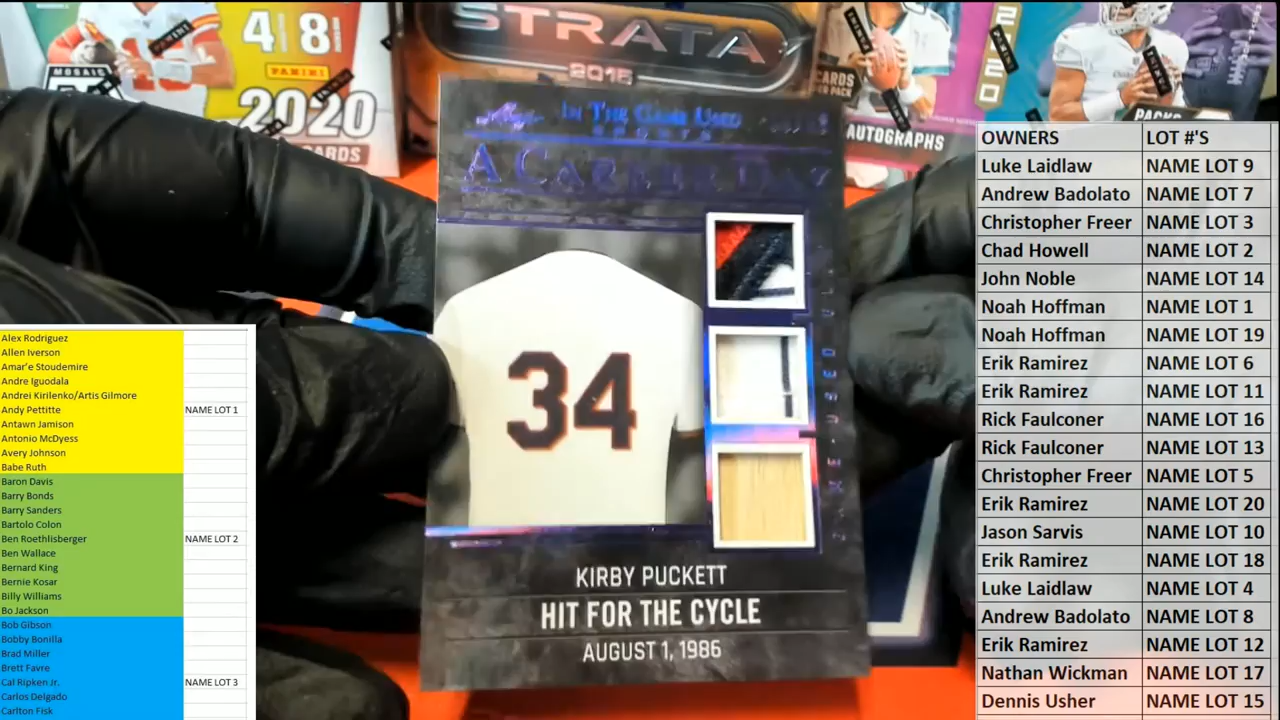 4 8
PANINI
MOSAIC
2020
CARDS
STRATA
2015
CARDS
PER PACK
AUTOGRAPHS
PACKS
IN THE GAME USED
SPORTS
A CAREER DAY
34
KIRBY PUCKETT
HIT FOR THE CYCLE
AUGUST 1, 1986
Alex Rodriguez
Allen Iverson
Amar'e Stoudemire
Andre Iguodala
Andrei Kirilenko/Artis Gilmore
Andy Pettitte NAME LOT 1
Antawn Jamison
Antonio McDyess
Avery Johnson
Babe Ruth
Baron Davis
Barry Bonds
Barry Sanders
Bartolo Colon
Ben Roethlisberger NAME LOT 2
Ben Wallace
Bernard King
Bernie Kosar
Billy Williams
Bo Jackson
Bob Gibson
Bobby Bonilla
Brad Miller
Brett Favre
Cal Ripken Jr. NAME LOT 3
Carlos Delgado
Carlton Fisk
OWNERS LOT #'S
Luke Laidlaw NAME LOT 9
Andrew Badolato NAME LOT 7
Christopher Freer NAME LOT 3
Chad Howell NAME LOT 2
John Noble NAME LOT 14
Noah Hoffman NAME LOT 1
Noah Hoffman NAME LOT 19
Erik Ramirez NAME LOT 6
Erik Ramirez NAME LOT 11
Rick Faulconer NAME LOT 16
Rick Faulconer NAME LOT 13
Christopher Freer NAME LOT 5
Erik Ramirez NAME LOT 20
Jason Sarvis NAME LOT 10
Erik Ramirez NAME LOT 18
Luke Laidlaw NAME LOT 4
Andrew Badolato NAME LOT 8
Erik Ramirez NAME LOT 12
Nathan Wickman NAME LOT 17
Dennis Usher NAME LOT 15